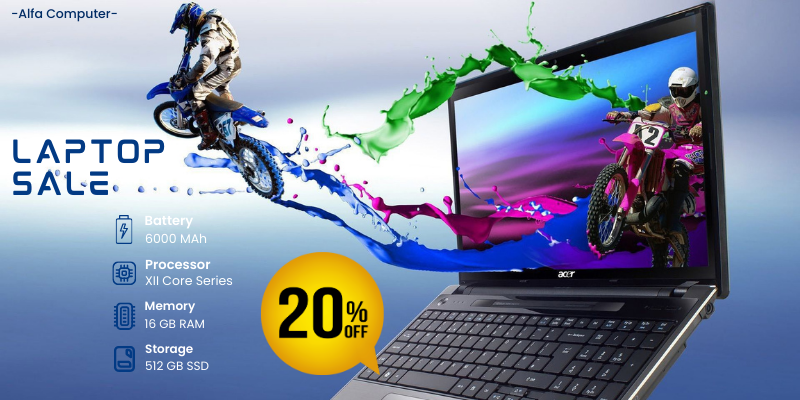 -Alfa Computer-
LAPTOP
SALE
Battery
6000 MAh
Processor
XII Core Series
Memory
16 GB RAM
Storage
512 GB SSD
20%
OFF
acer
2